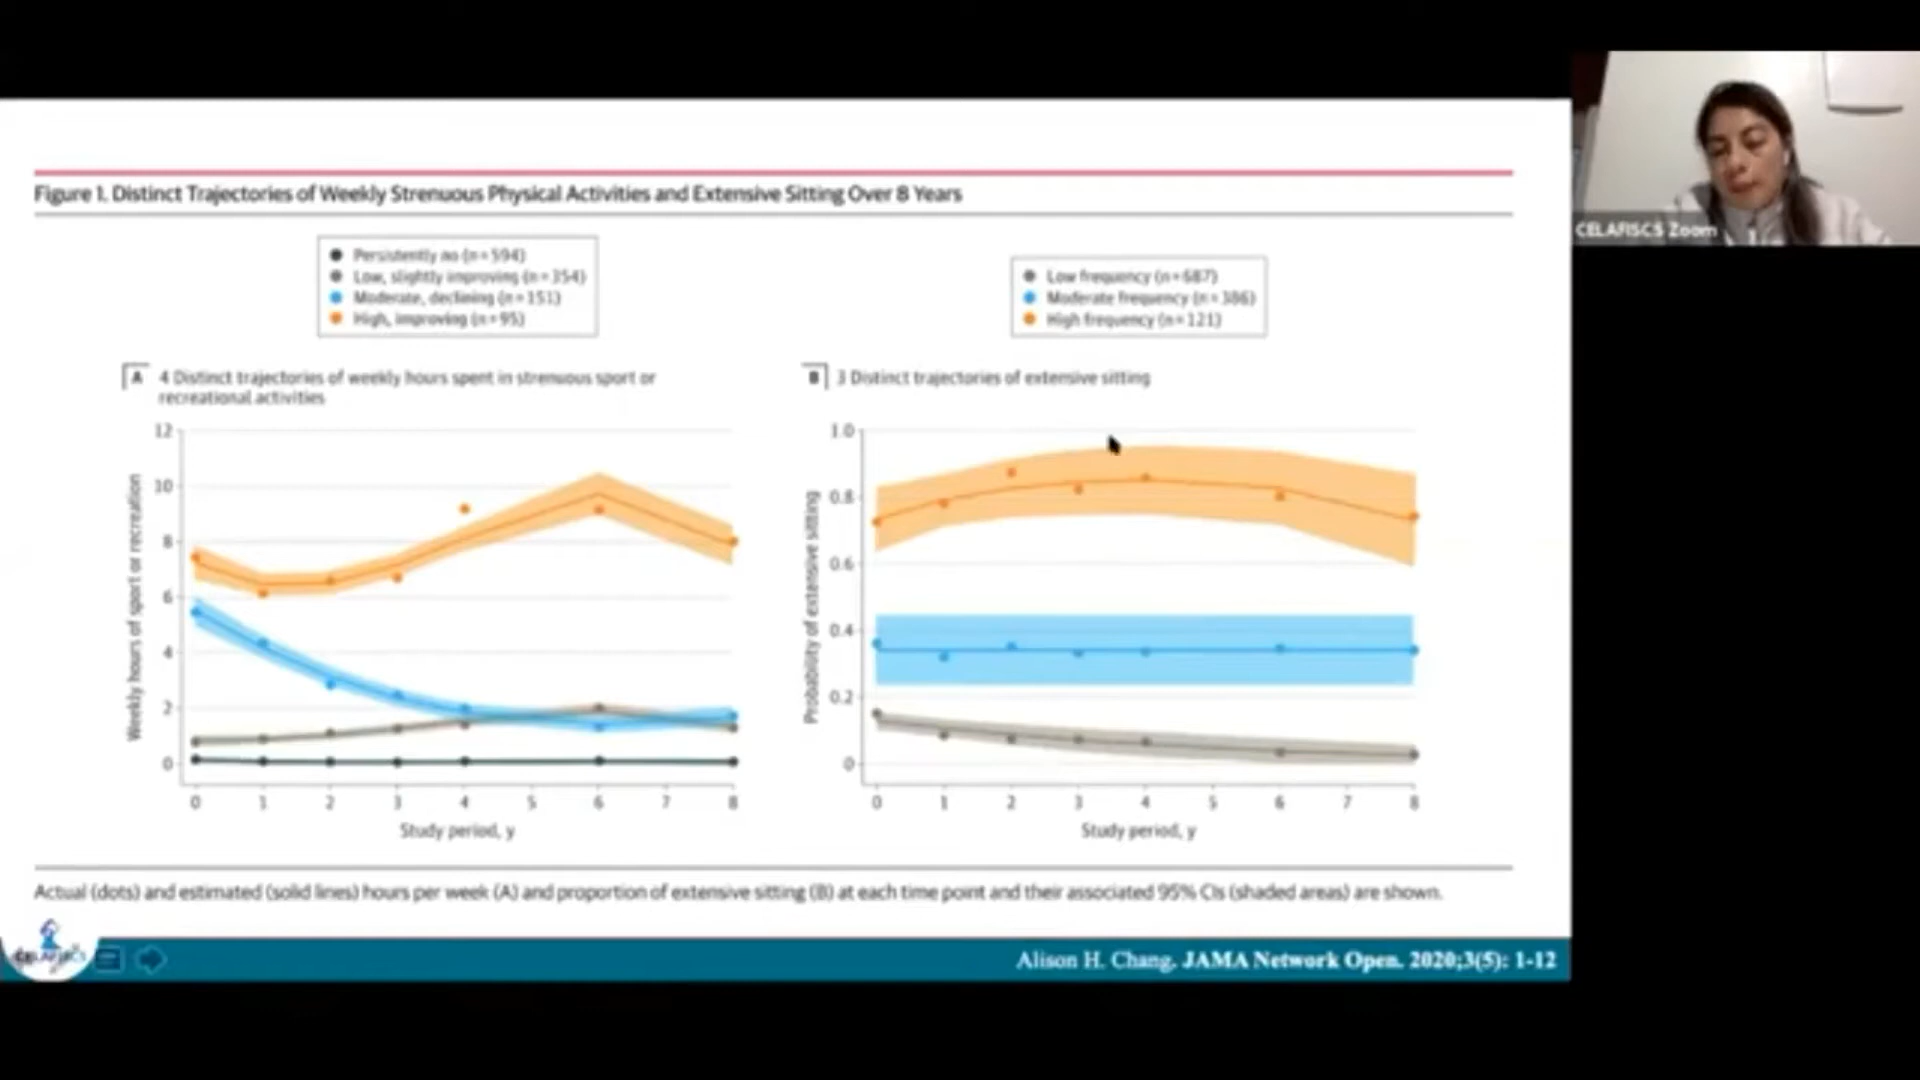 Figure 1. Distinct Trajectories of Weekly Strenuous Physical Activities and Extensive Sitting Over 8 Years
Persistently no (n=594)
Low, slightly improving (n=354)
Moderate, declining (n=151)
High, improving (n=95)
Low frequency (n=687)
Moderate frequency (n=386)
High frequency (n=121)
A 4 Distinct trajectories of weekly hours spent in strenuous sport or
recreational activities
Weekly hours of sport or recreation
12
10
8
6
4
2
0
0 1 2 3 4 5 6 7 8
Study period, y
B 3 Distinct trajectories of extensive sitting
Probability of extensive sitting
1.0
0.8
0.6
0.4
0.2
0
0 1 2 3 4 5 6 7 8
Study period, y
Actual (dots) and estimated (solid lines) hours per week (A) and proportion of extensive sitting (B) at each time point and their associated 95% CIs (shaded areas) are shown.
CELAFISCS
Alison H. Chang. JAMA Network Open. 2020;3(5): 1-12
CELAFISCS Zoom